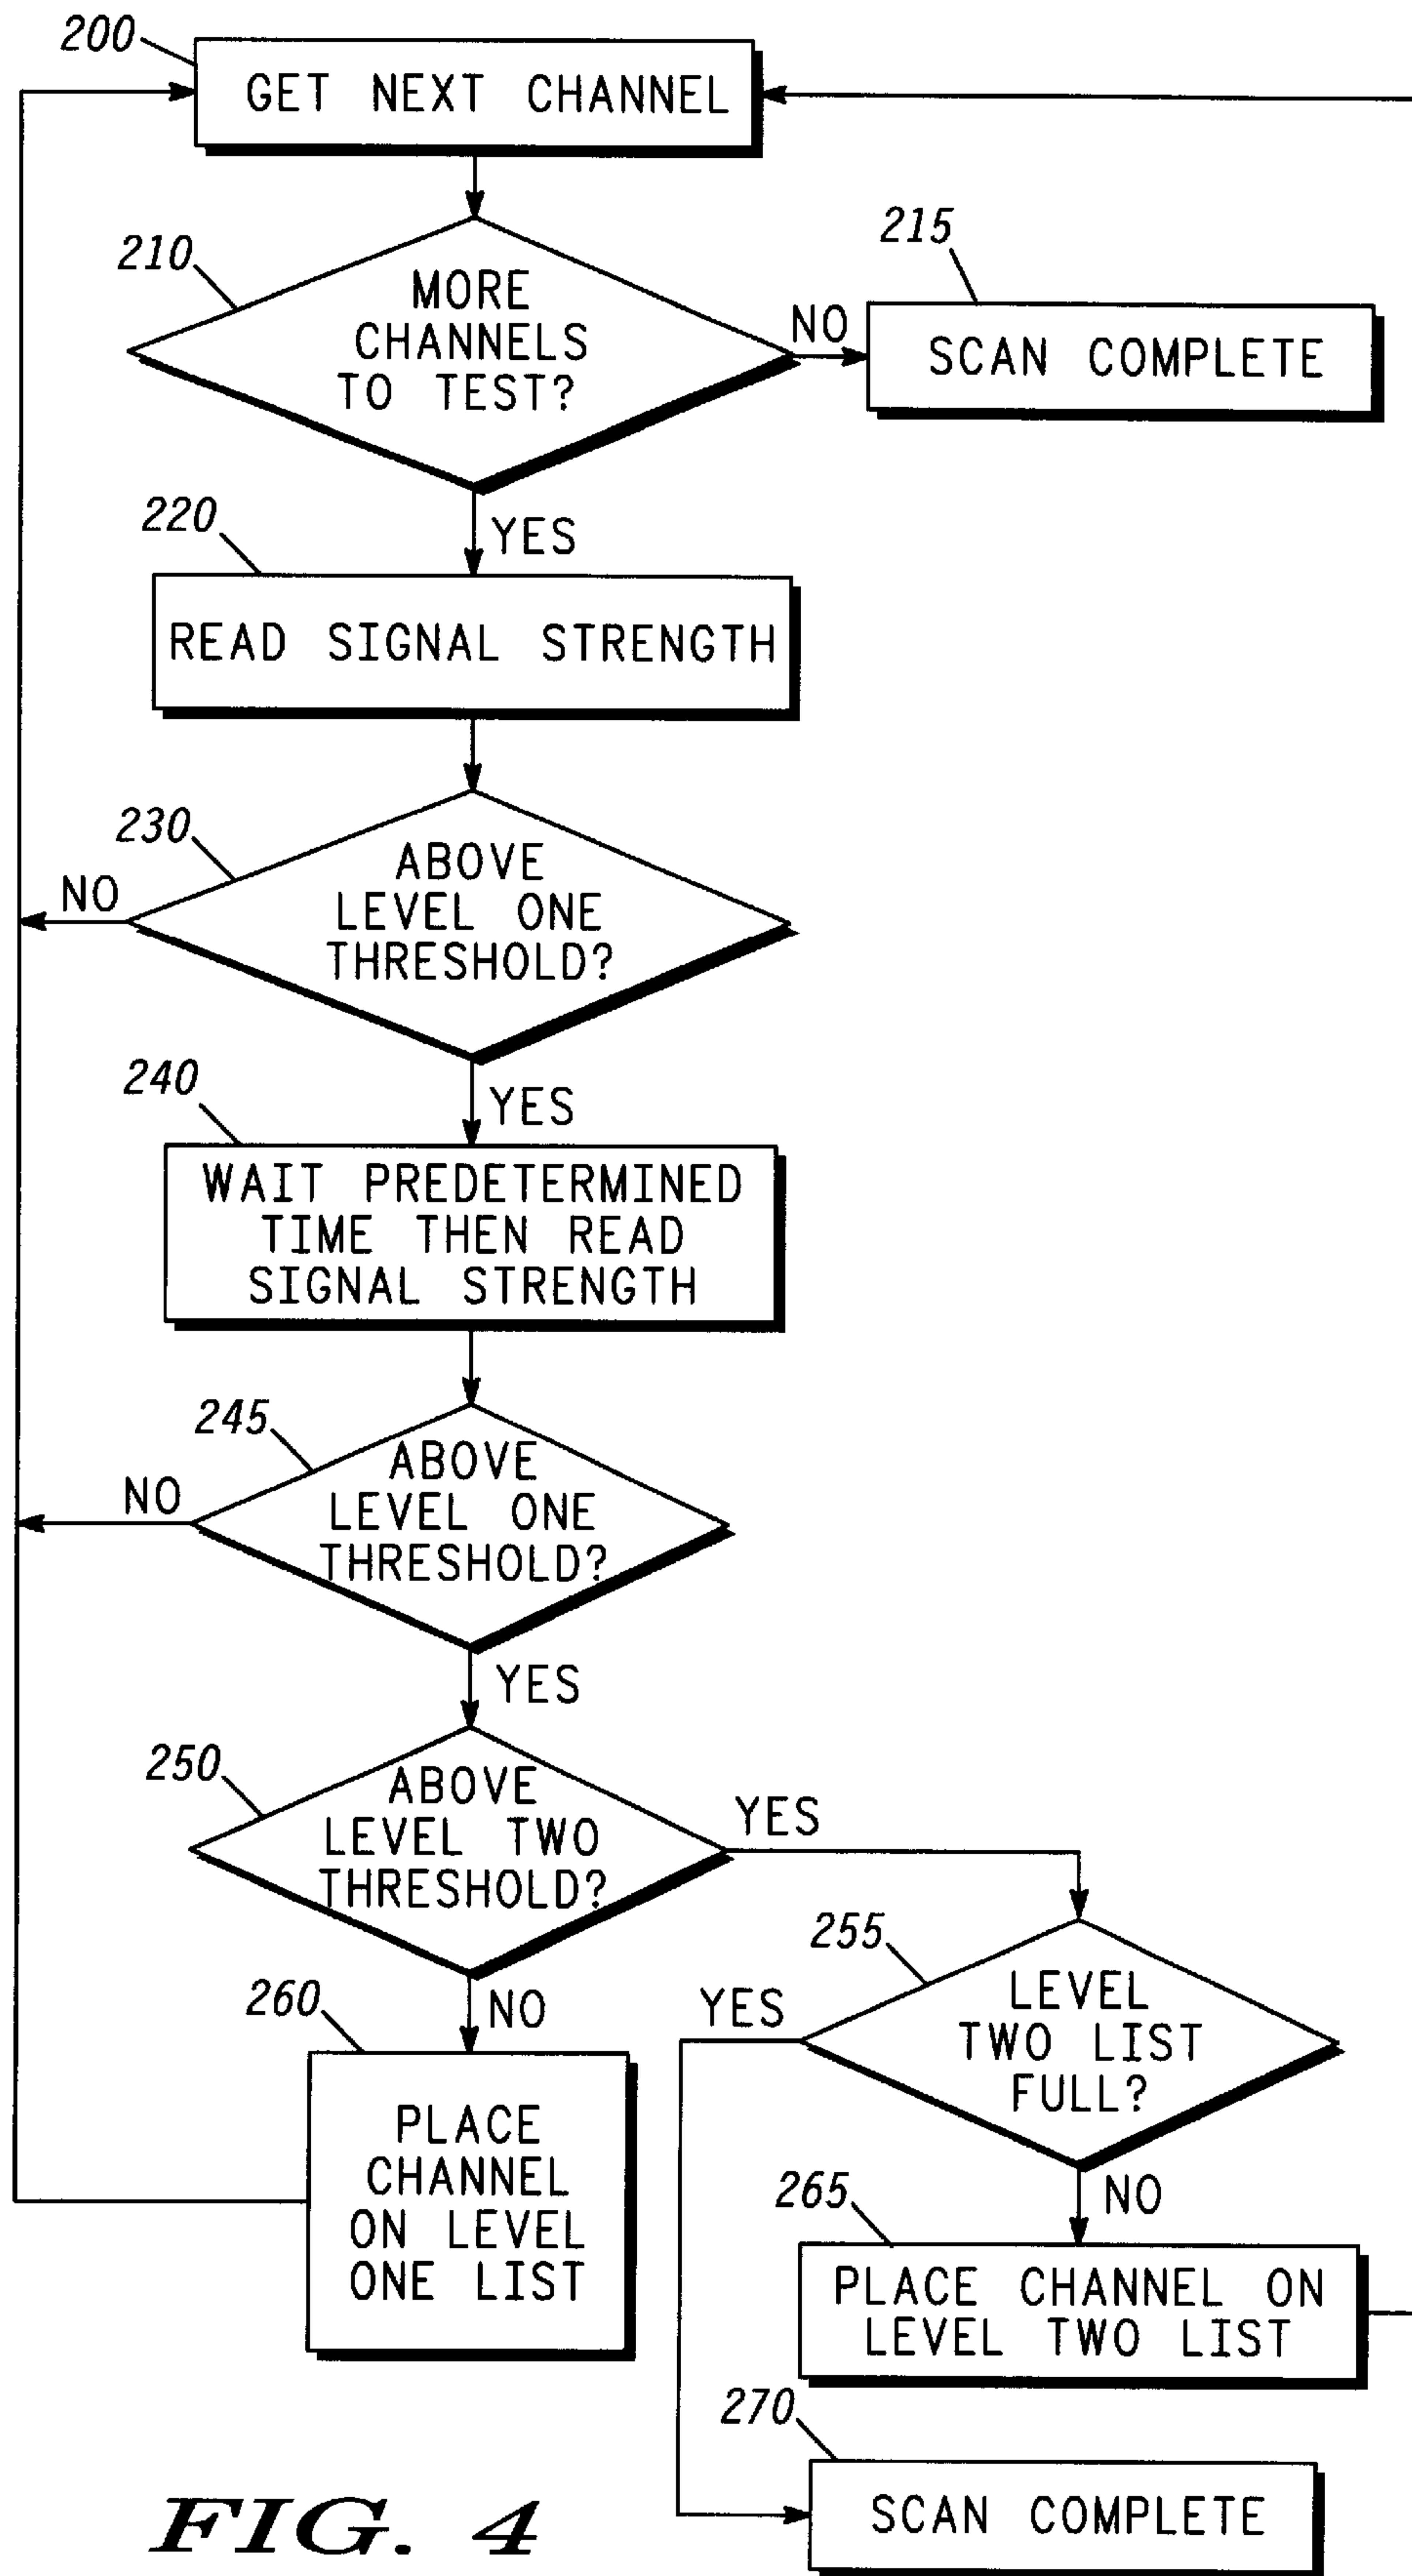 200
GET NEXT CHANNEL
210
MORE
CHANNELS
TO TEST?
NO
215
SCAN COMPLETE
YES
220
READ SIGNAL STRENGTH
230
ABOVE
LEVEL ONE
THRESHOLD?
NO
YES
240
WAIT PREDETERMINED
TIME THEN READ
SIGNAL STRENGTH
245
ABOVE
LEVEL ONE
THRESHOLD?
NO
YES
250
ABOVE
LEVEL TWO
THRESHOLD?
YES
NO
255
LEVEL
TWO LIST
FULL?
YES
NO
260
PLACE
CHANNEL
ON LEVEL
ONE LIST
265
PLACE CHANNEL ON
LEVEL TWO LIST
270
SCAN COMPLETE
FIG. 4